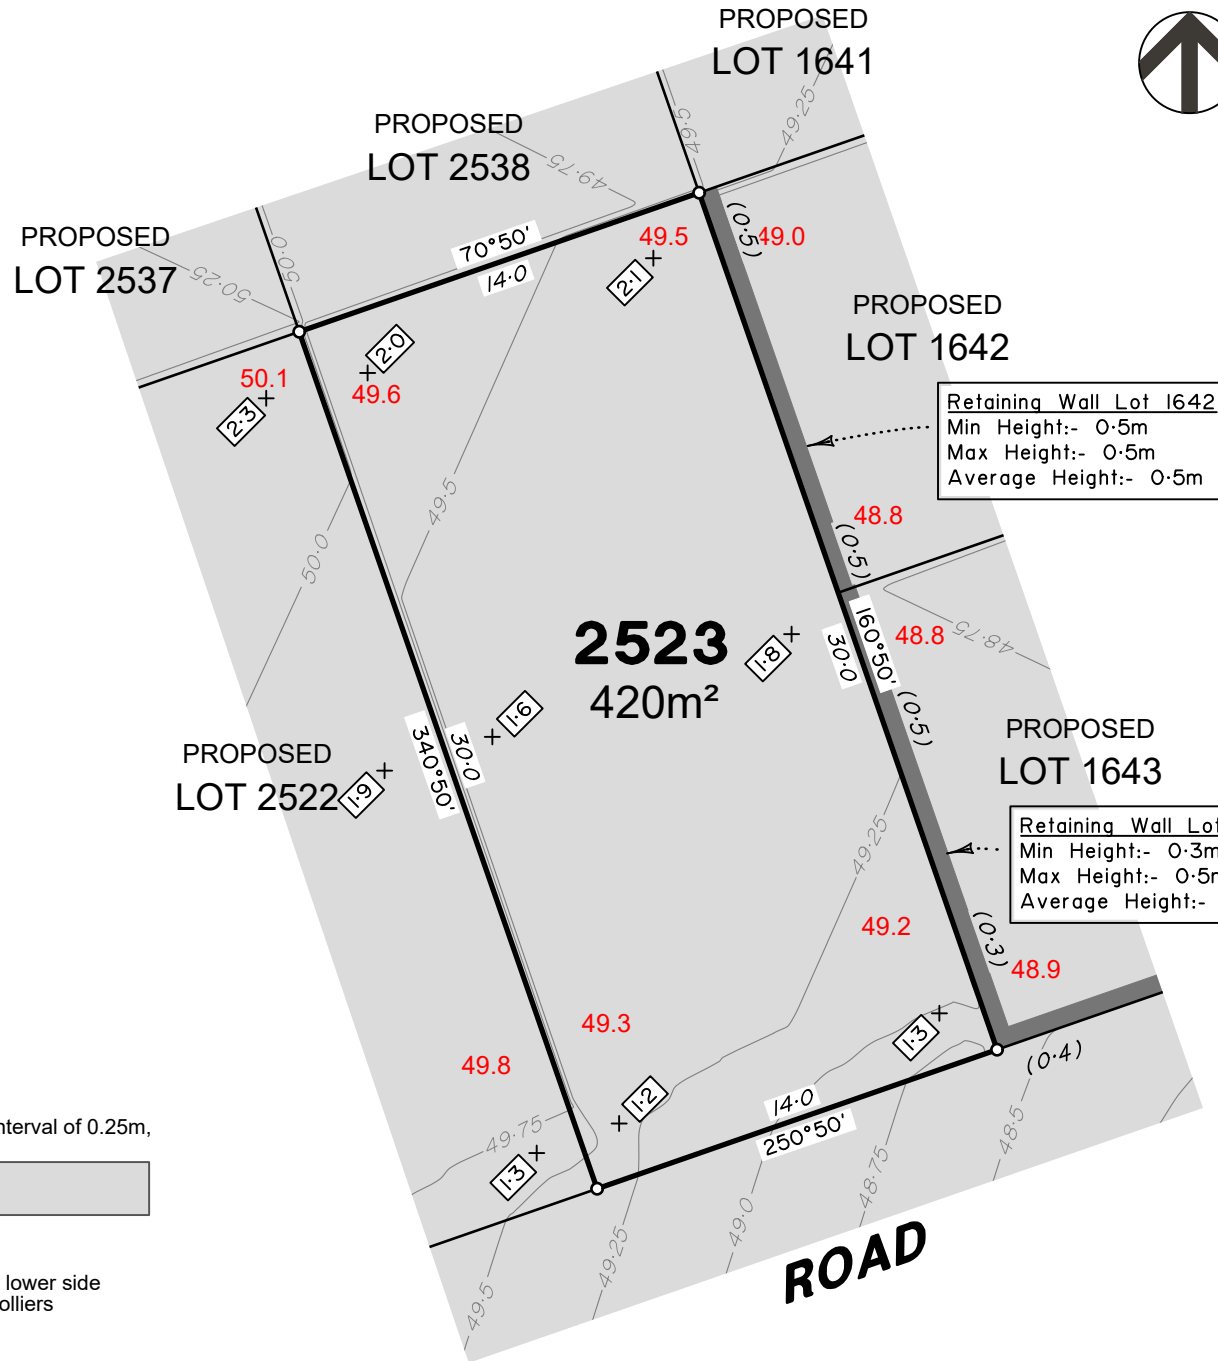 PROPOSED
LOT 1641
PROPOSED
LOT 2538
PROPOSED
LOT 2537
49·5
49·25
49·75
50·0
50·25
70°50'
14·0
49.5
2·1
(0·5)
49.0
PROPOSED
LOT 1642
50.1
2·3
2·0
49.6
Retaining Wall Lot 1642
Min Height:- 0·5m
Max Height:- 0·5m
Average Height:- 0·5m
49·5
50·0
48.8
(0·5)
2523
420m²
1·8
30·0
160°50'
48.8
48·75
(0·5)
1·6
30·0
340°50'
PROPOSED
LOT 2522
1·9
PROPOSED
LOT 1643
Retaining Wall Lot
Min Height:- 0·3m
Max Height:- 0·5m
Average Height:-
49·25
49.2
(0·3)
48.9
49.3
49.8
1·3
(0·4)
1·2
14·0
250°50'
49·75
1·3
48·5
48·75
49·0
49·25
49·5
ROAD
nterval of 0.25m,
lower side
olliers